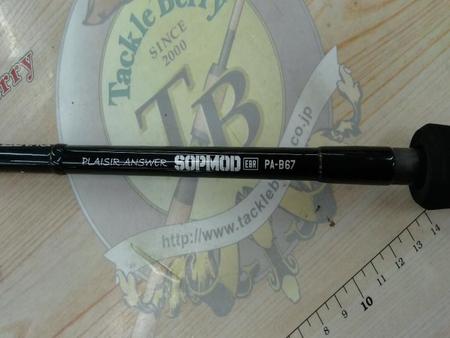 Tackle Berry
SINCE
2000
TB
PLAISIR ANSWER SOPMOD EBR PA-B67
http://www.tackleb
.co.jp
rry
8 9 10 11 12 13 14